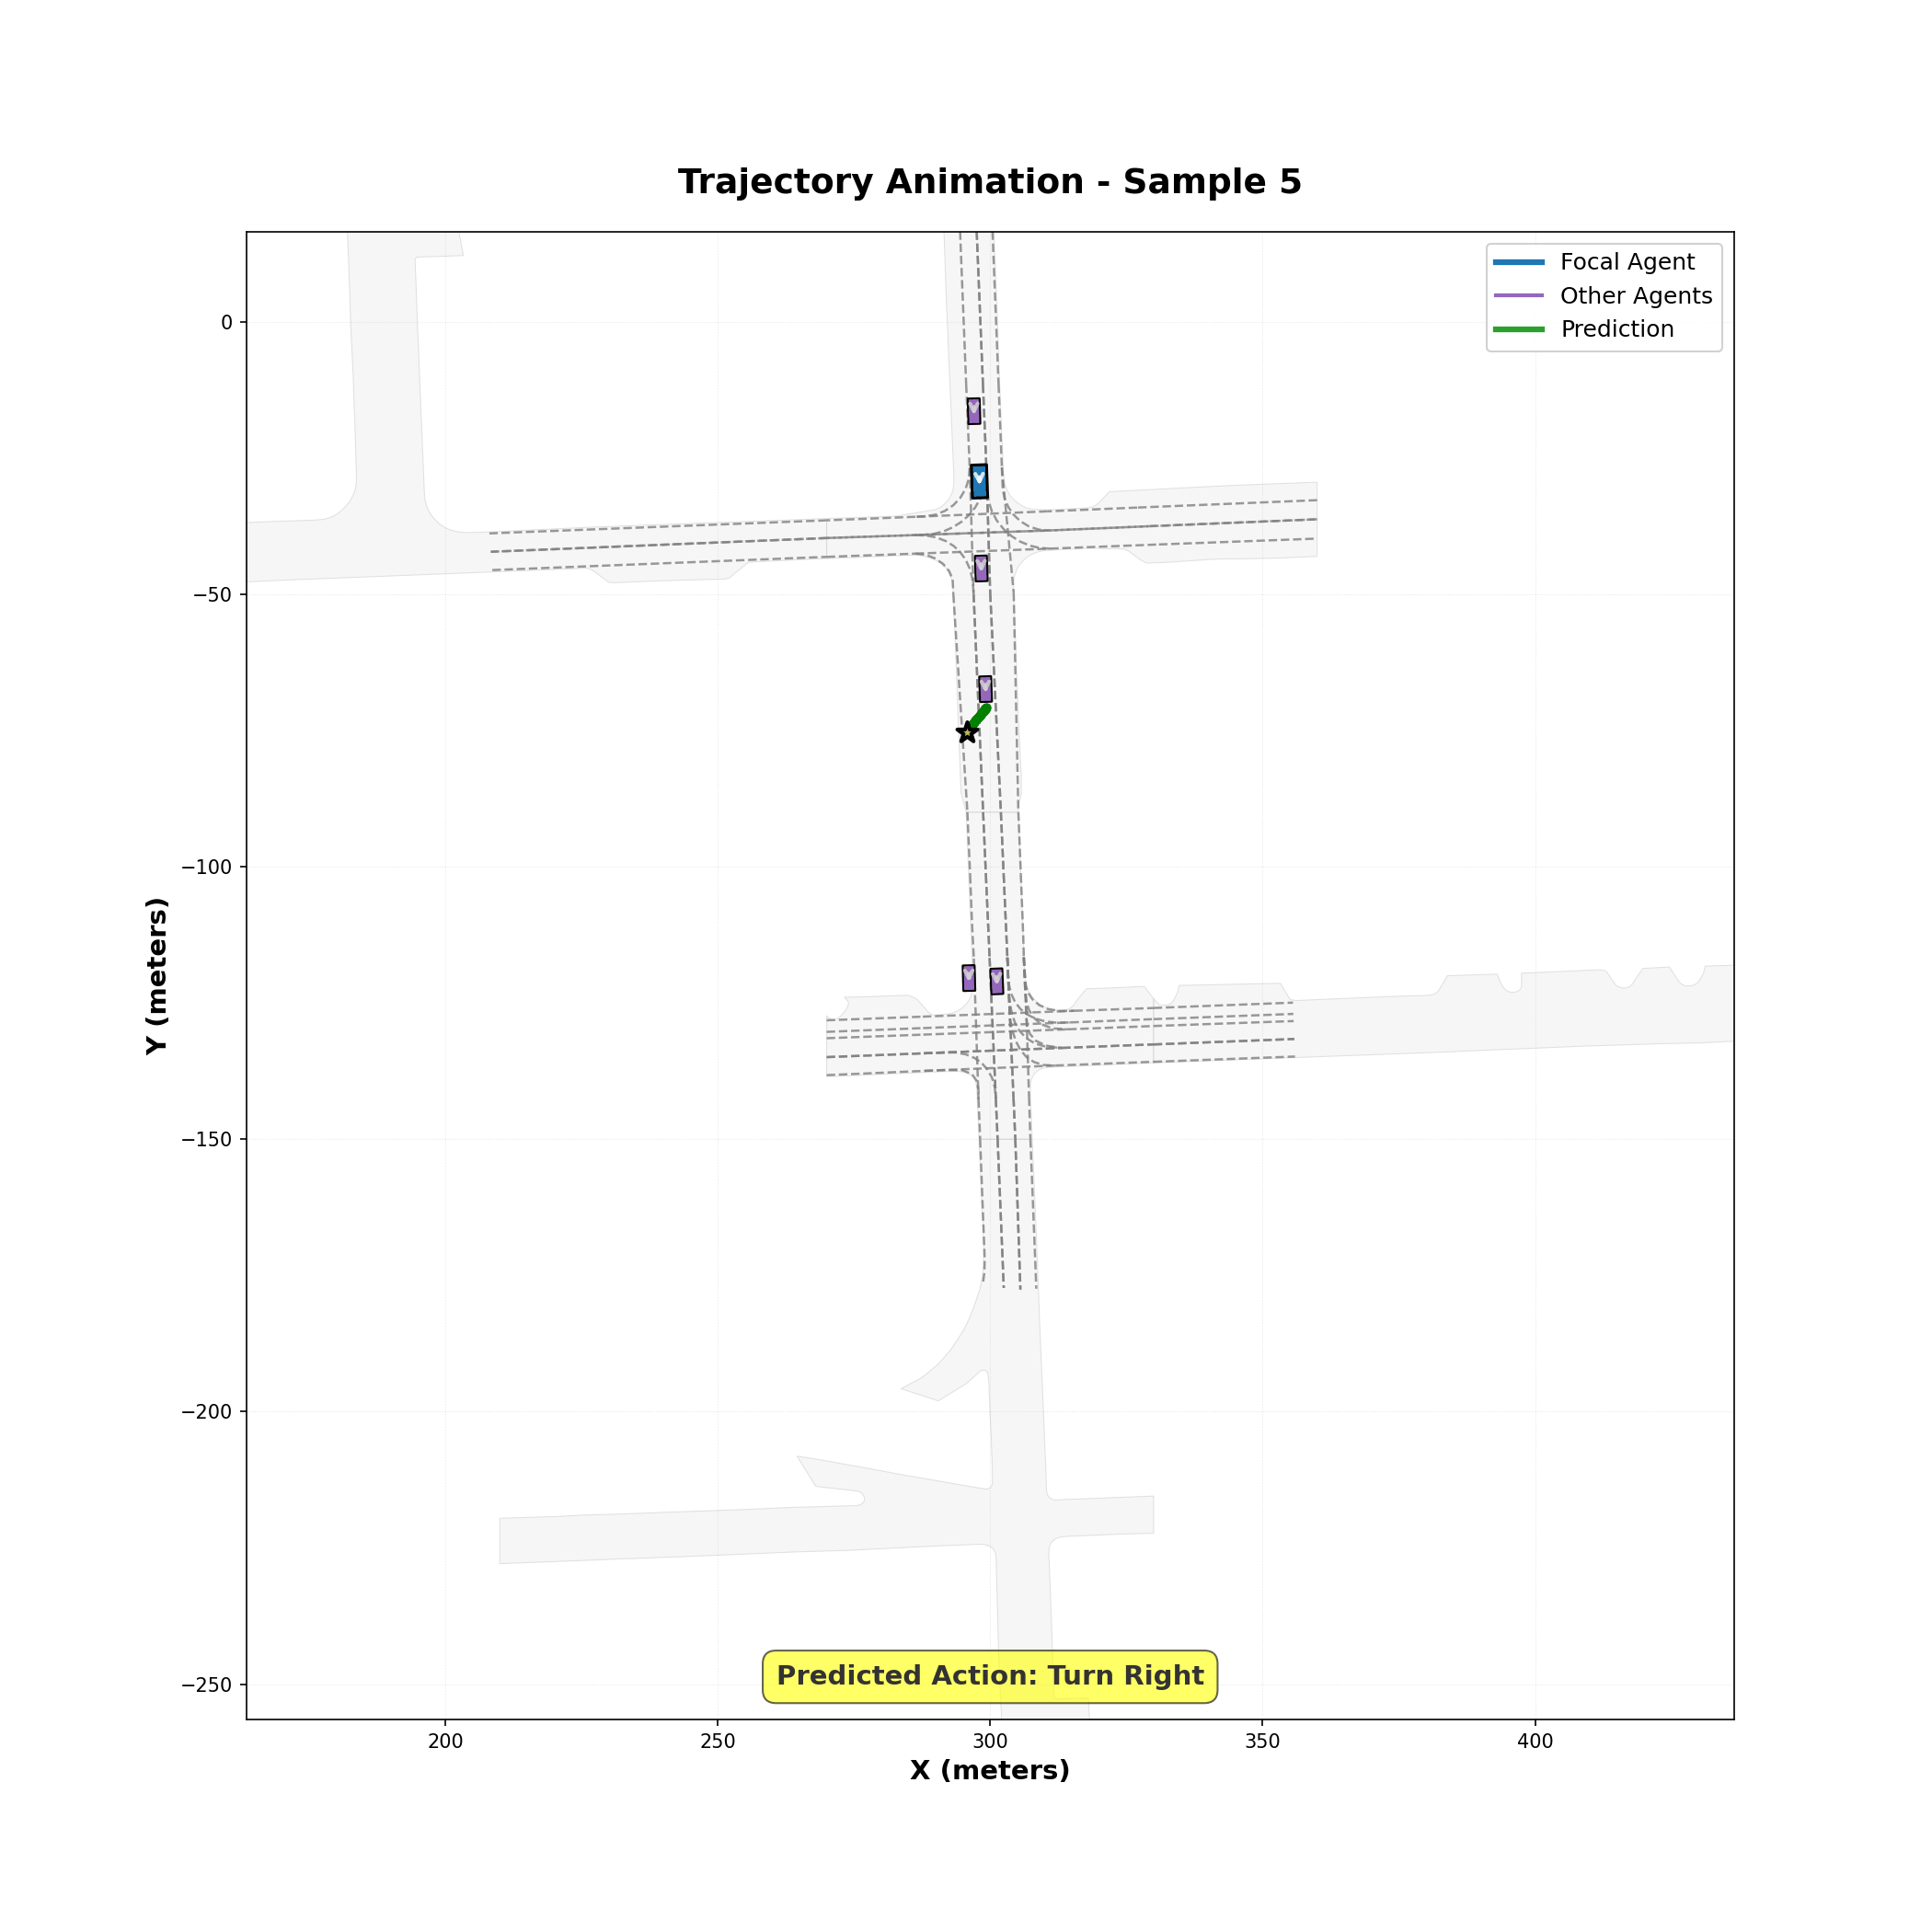 Trajectory Animation - Sample 5
Focal Agent
Other Agents
Prediction
0
−50
−100
−150
−200
−250
Y (meters)
Predicted Action: Turn Right
200
250
300
350
400
X (meters)